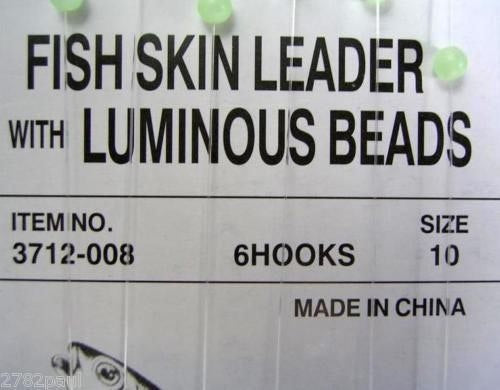 FISH SKIN LEADER
WITH LUMINOUS BEADS
ITEM NO.
3712-008
6HOOKS
SIZE
10
MADE IN CHINA
2782paul